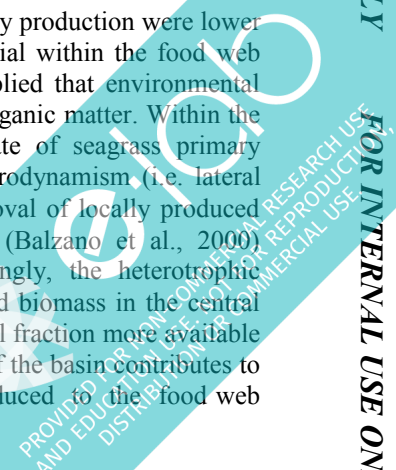 y production were lower
ial within the food web
plied that environmental
ganic matter. Within the
te of seagrass primary
rodynamism (i.e. lateral
oval of locally produced
(Balzano et al., 2000)
ngly, the heterotrophic
d biomass in the central
l fraction more available
f the basin contributes to
duced to the food web
e-lab
PROVIDED FOR NON-COMMERCIAL RESEARCH USE
AND EDUCATION USE, NOT FOR REPRODUCTION,
DISTRIBUTION OR COMMERCIAL USE
LY FOR INTERNAL USE ON